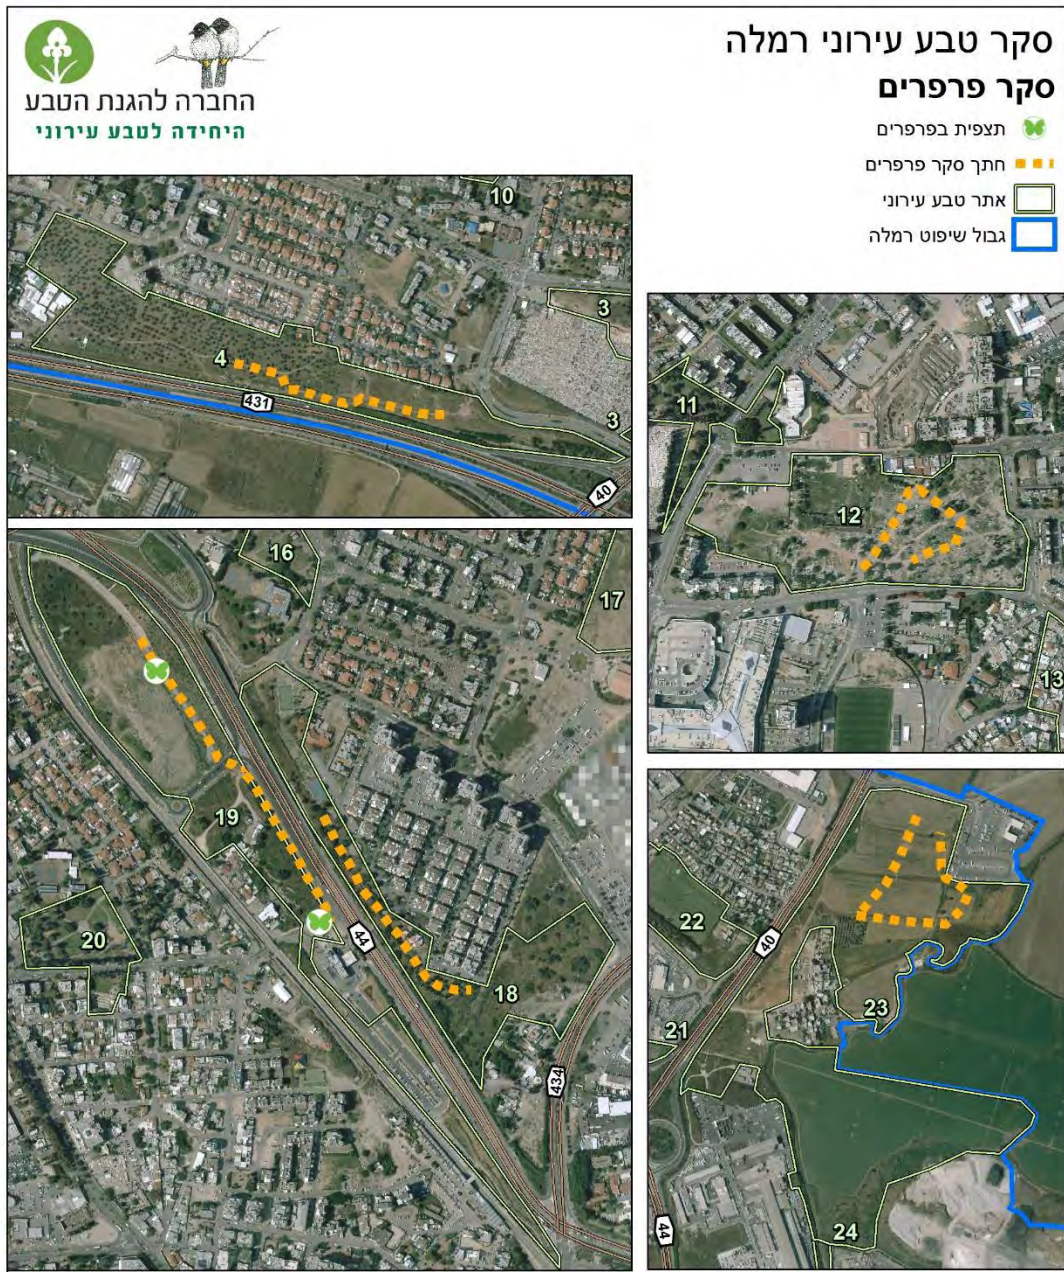 סקר טבע עירוני רמלה
סקר פרפרים
תצפית בפרפרים
חתך סקר פרפרים
אתר טבע עירוני
גבול שיפוט רמלה
החברה להגנת הטבע
היחידה לטבע עירוני
10
3
4
431
3
40
11
12
13
16
17
19
20
44
18
434
22
40
23
21
24
44